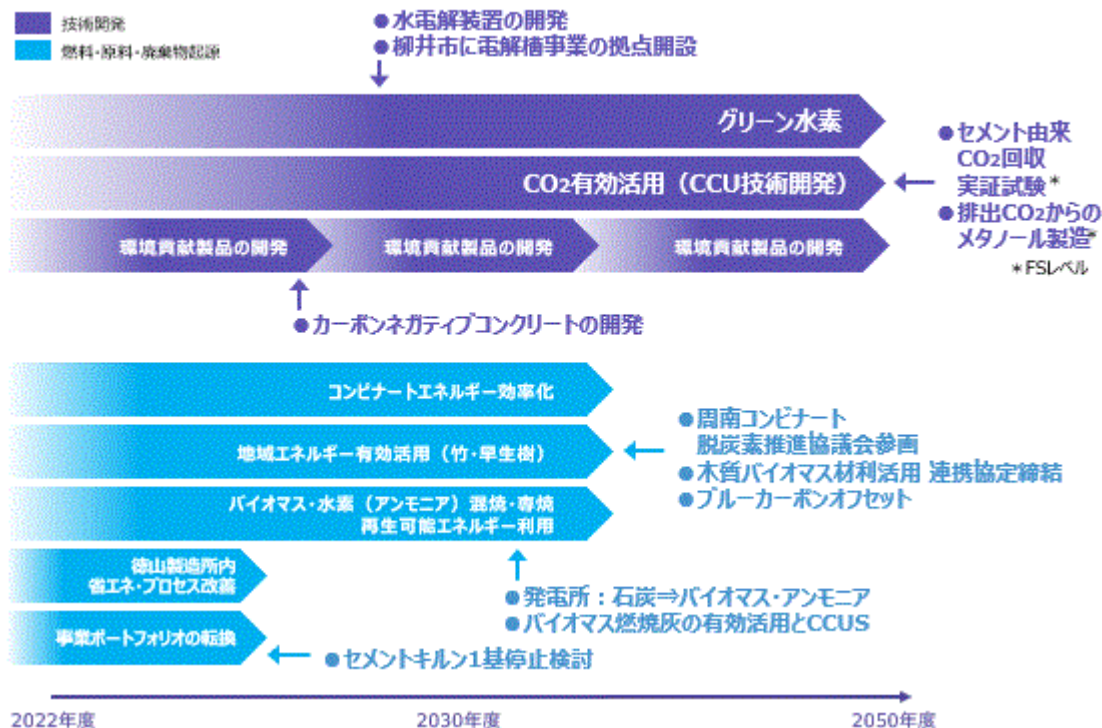 技術開発
燃料・原料・廃棄物起源
●水電解装置の開発
●柳井市に電解槽事業の拠点開設
グリーン水素
CO2有効活用（CCU技術開発）
環境貢献製品の開発
環境貢献製品の開発
環境貢献製品の開発
●セメント由来
CO2回収
実証試験*
●排出CO2からの
メタノール製造*
*FSレベル
●カーボンネガティブコンクリートの開発
コンビナートエネルギー効率化
地域エネルギー有効活用（竹・早生樹）
バイオマス・水素（アンモニア）混焼・専焼
再生可能エネルギー利用
●周南コンビナート
脱炭素推進協議会参画
●木質バイオマス材利活用 連携協定締結
●ブルーカーボンオフセット
徳山製造所内
省エネ・プロセス改善
●発電所：石炭⇒バイオマス・アンモニア
●バイオマス燃焼灰の有効活用とCCUS
事業ポートフォリオの転換
●セメントキルン1基停止検討
2022年度
2030年度
2050年度